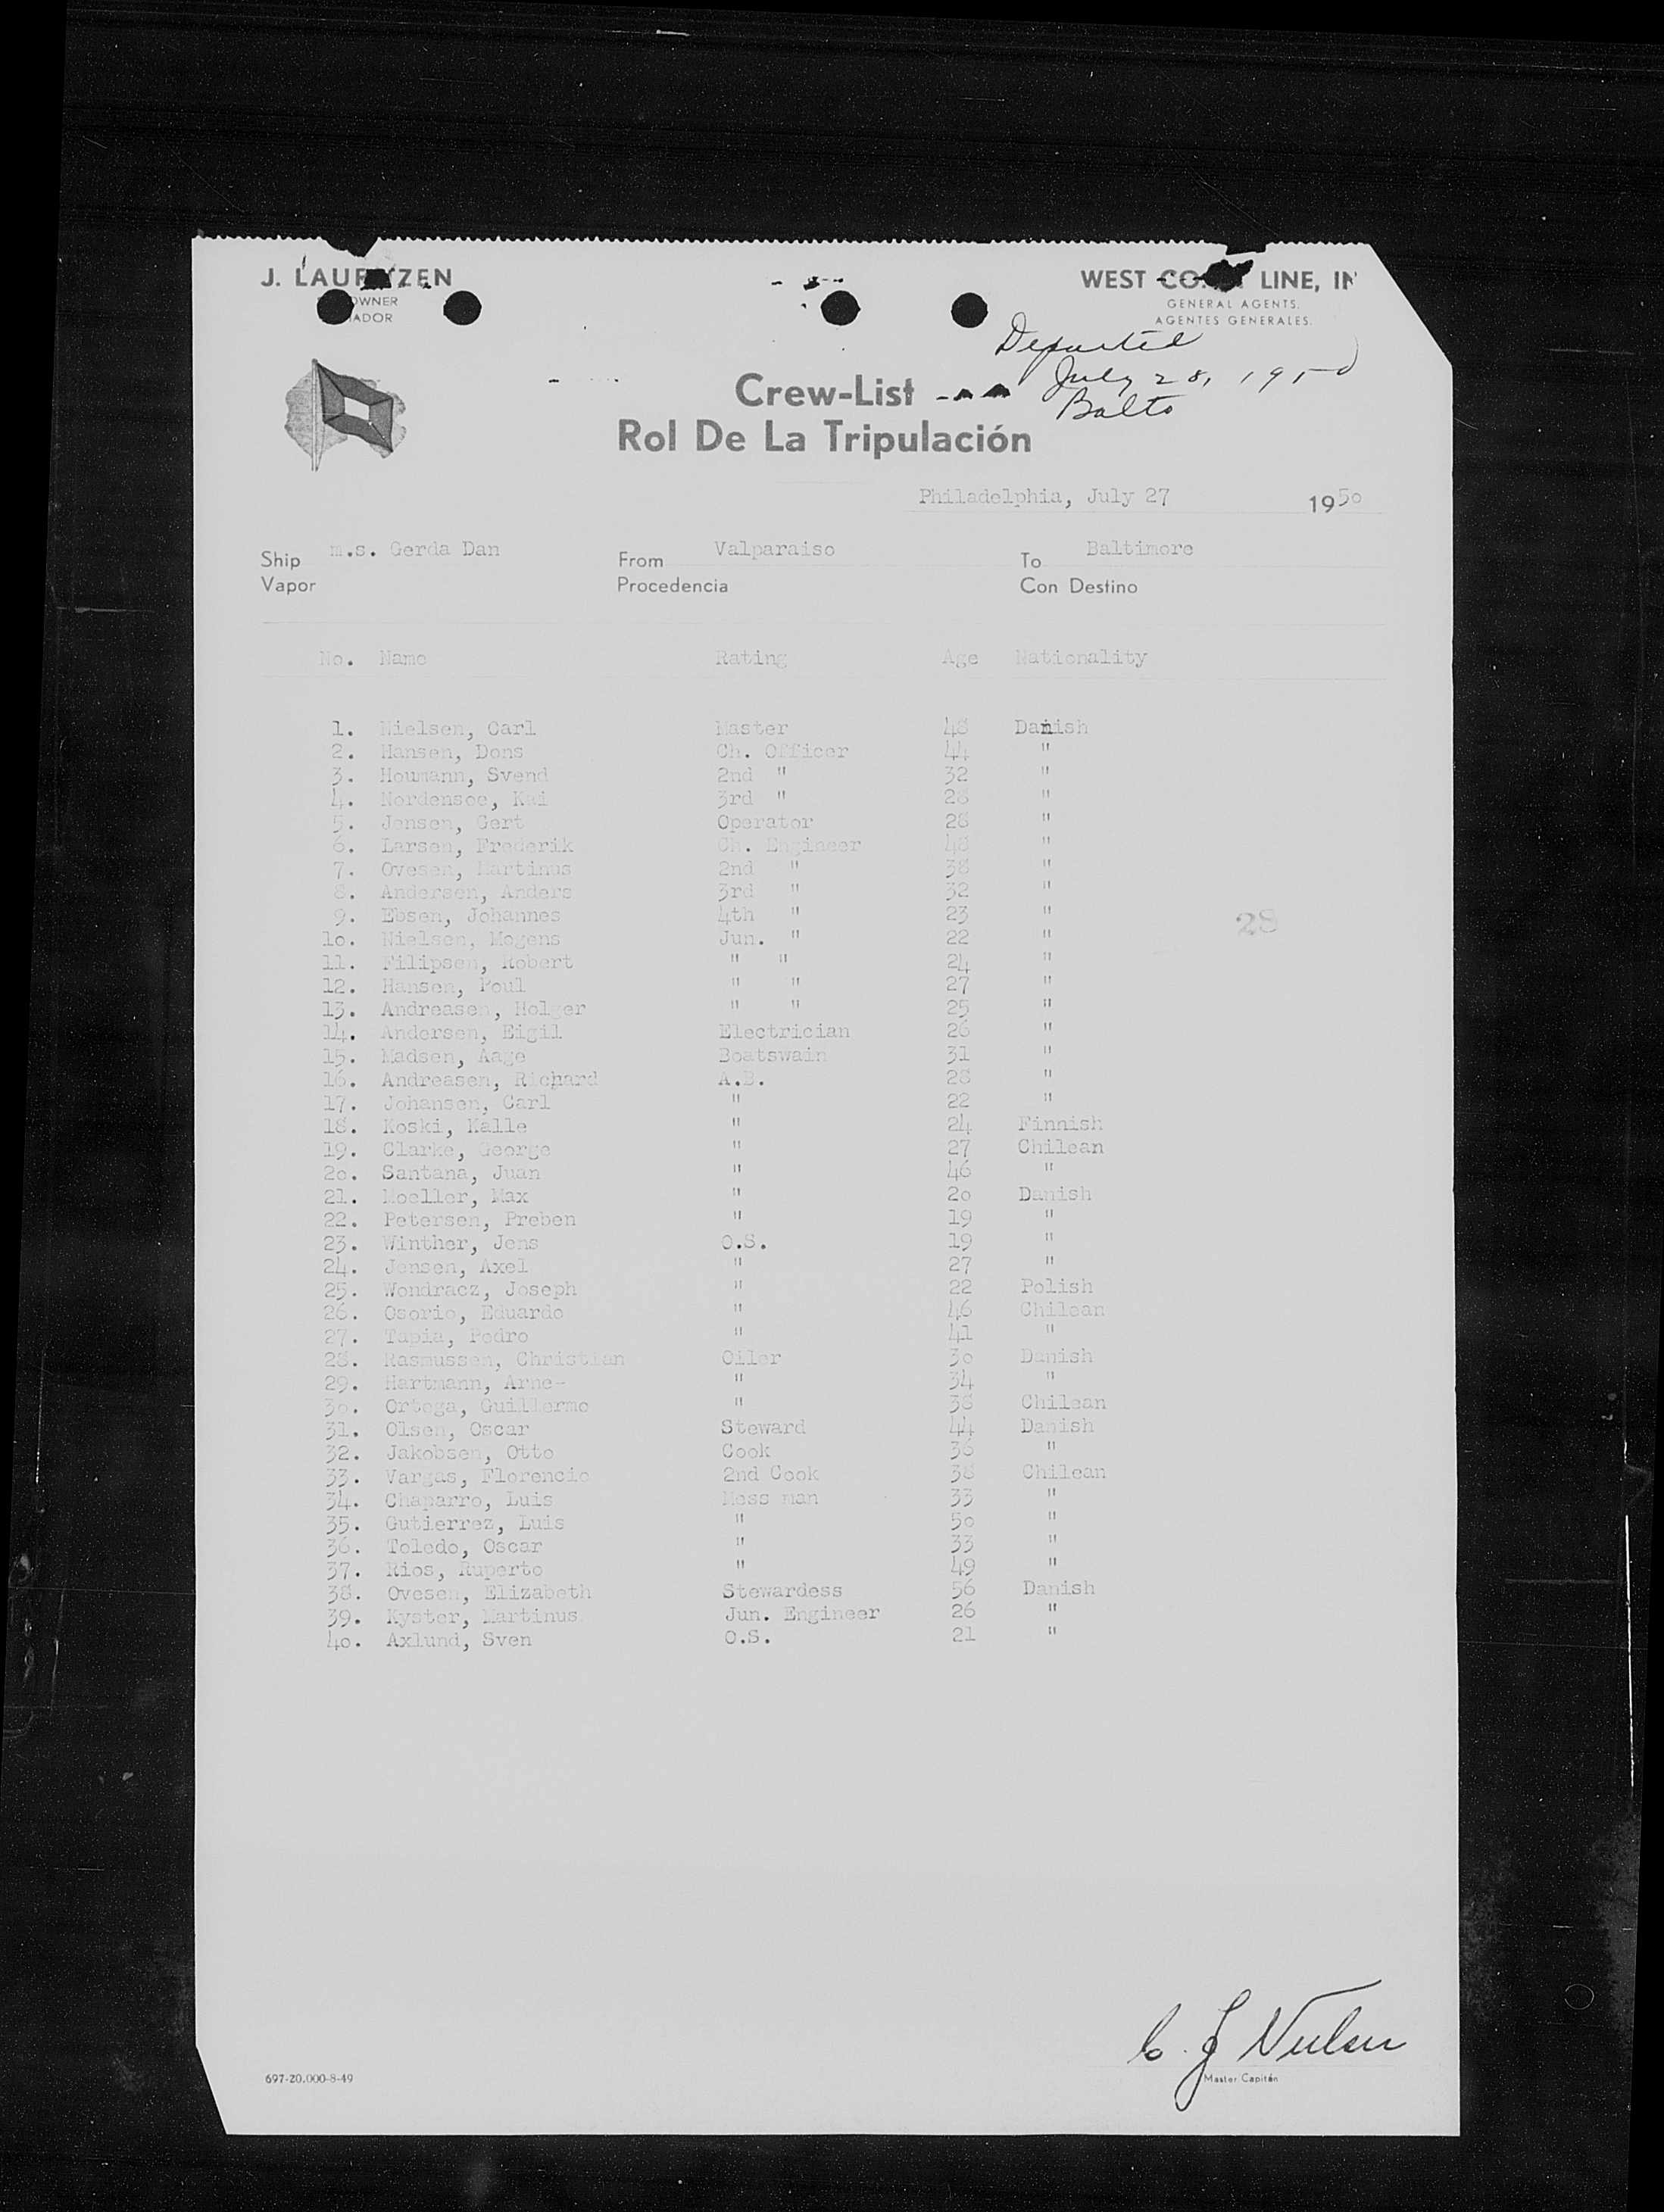 J. LAURITZEN
OWNER
ADOR
WEST COAST LINE, IN
GENERAL AGENTS.
AGENTES GENERALES.
Departed
July 28, 1950
Balto
Crew-List
Rol De La Tripulación
Philadelphia, July 27 1950
Ship m.s. Gerda Dan From Valparaiso To Baltimore
Vapor Procedencia Con Destino
No. Name Rating Age Nationality
1. Nielsen, Carl Master 48 Danish
2. Hansen, Dons Ch. Officer 44 "
3. Houmann, Svend 2nd " 32 "
4. Nordensoe, Kai 3rd " 28 "
5. Jensen, Gert Operator 28 "
6. Larsen, Frederik Ch. Engineer 48 "
7. Ovesen, Martinus 2nd " 38 "
8. Andersen, Anders 3rd " 32 "
9. Ebsen, Johannes 4th " 23 "
10. Nielsen, Mogens Jun. " 22 "
11. Filipsen, Robert " " 24 "
12. Hansen, Poul " " 27 "
13. Andreasen, Holger " " 25 "
14. Andersen, Eigil Electrician 26 "
15. Madsen, Aage Boatswain 31 "
16. Andreasen, Richard A.B. 28 "
17. Johansen, Carl " 22 "
18. Koski, Kalle " 24 Finnish
19. Clarke, George " 27 Chilean
20. Santana, Juan " 46 "
21. Moeller, Max " 20 Danish
22. Petersen, Preben " 19 "
23. Winther, Jens O.S. 19 "
24. Jensen, Axel " 27 "
25. Wondracz, Joseph " 22 Polish
26. Osorio, Eduardo " 46 Chilean
27. Tapia, Pedro " 41 "
28. Rasmussen, Christian Oiler 30 Danish
29. Hartmann, Arne- " 34 "
30. Ortega, Guillermo " 38 Chilean
31. Olsen, Oscar Steward 44 Danish
32. Jakobsen, Otto Cook 36 "
33. Vargas, Florencio 2nd Cook 38 Chilean
34. Chaparro, Luis Mess man 33 "
35. Gutierrez, Luis " 50 "
36. Toledo, Oscar " 33 "
37. Rios, Ruperto " 49 "
38. Ovesen, Elizabeth Stewardess 56 Danish
39. Kyster, Martinus Jun. Engineer 26 "
40. Axlund, Sven O.S. 21 "
28
C. J Nielsen
Master Capitán
697-20,000-8-49